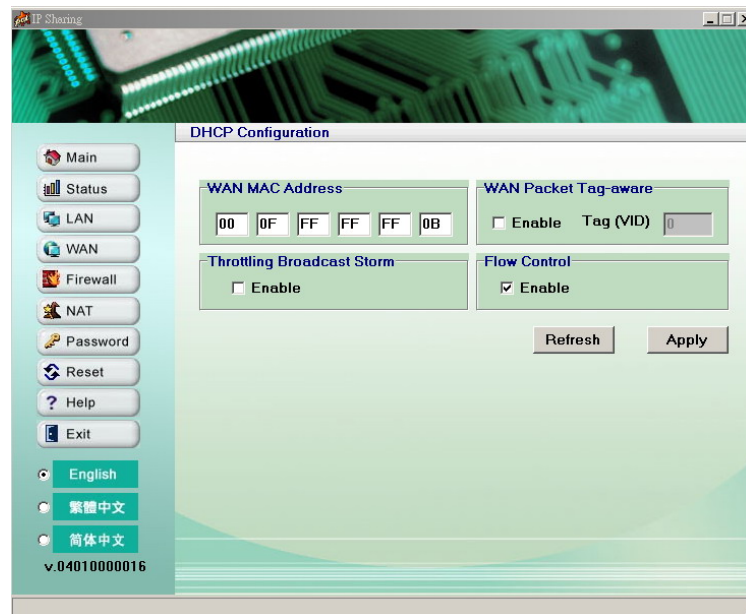 IP Sharing
DHCP Configuration
Main
Status
LAN
WAN
Firewall
NAT
Password
Reset
Help
Exit
English
繁體中文
简体中文
v.04010000016
WAN MAC Address
00 0F FF FF FF 0B
WAN Packet Tag-aware
Enable Tag (VID) 0
Throttling Broadcast Storm
Enable
Flow Control
Enable
Refresh Apply